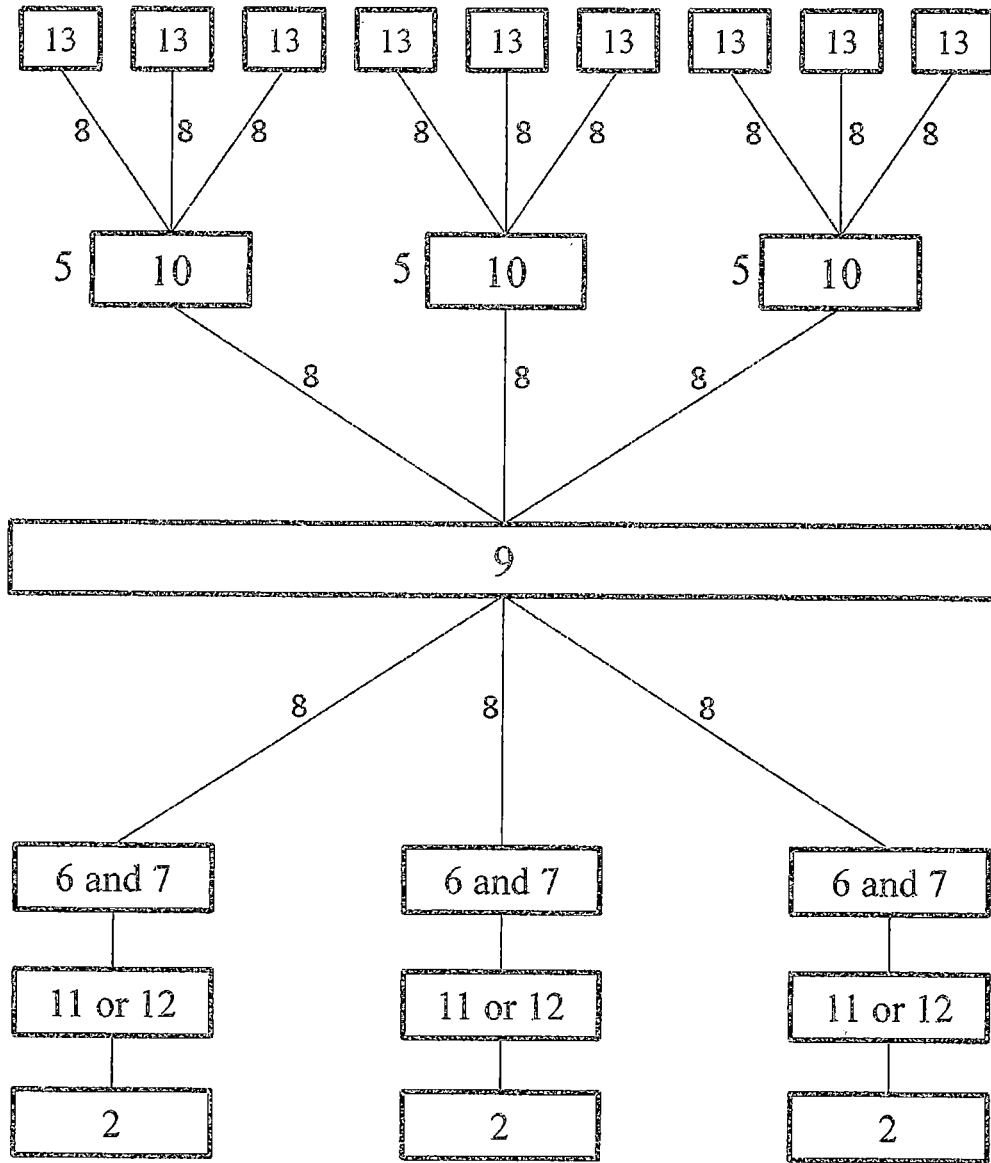 13 13 13 13 13 13 13 13 13
8 8 8 8 8 8 8 8 8
5 10 5 10 5 10
8 8 8
9
8 8 8
6 and 7 6 and 7 6 and 7
11 or 12 11 or 12 11 or 12
2 2 2